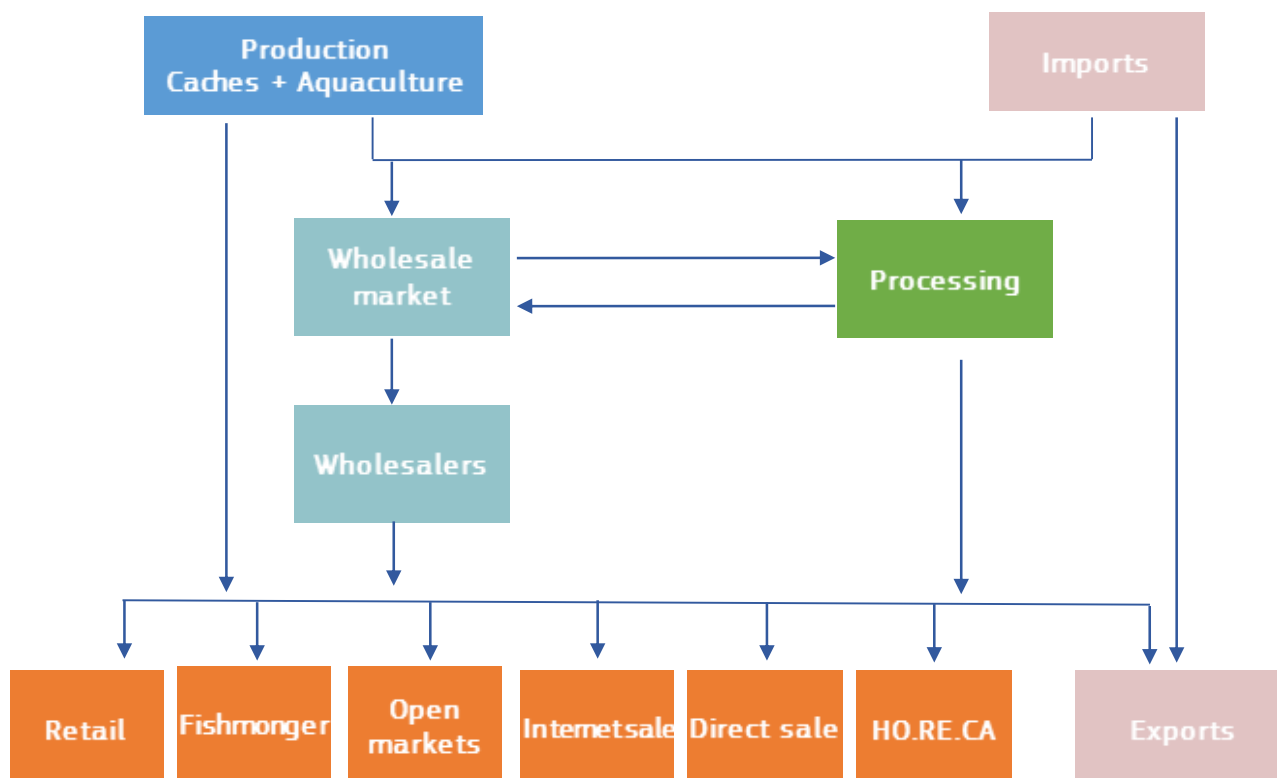 Production
Caches + Aquaculture
Imports
Wholesale
market
Processing
Wholesalers
Retail
Fishmonger
Open
markets
Internetsale
Direct sale
HO.RE.CA
Exports